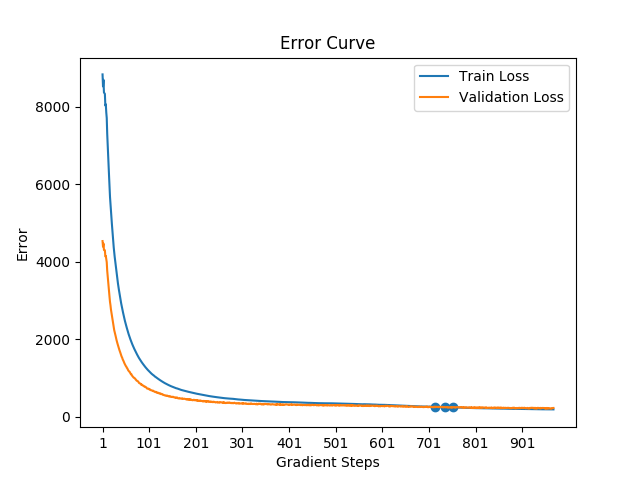 Error Curve
Train Loss
Validation Loss
Error
8000
6000
4000
2000
0
1 101 201 301 401 501 601 701 801 901
Gradient Steps